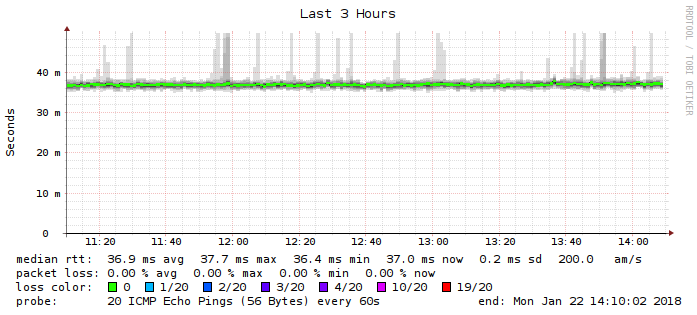 Last 3 Hours
RRDTOOL / TOBI OETIKER
Seconds
40 m
30 m
20 m
10 m
0
11:20 11:40 12:00 12:20 12:40 13:00 13:20 13:40 14:00
median rtt: 36.9 ms avg 37.7 ms max 36.4 ms min 37.0 ms now 0.2 ms sd 200.0 am/s
packet loss: 0.00 % avg 0.00 % max 0.00 % min 0.00 % now
loss color: 0 1/20 2/20 3/20 4/20 10/20 19/20
probe: 20 ICMP Echo Pings (56 Bytes) every 60s end: Mon Jan 22 14:10:02 2018